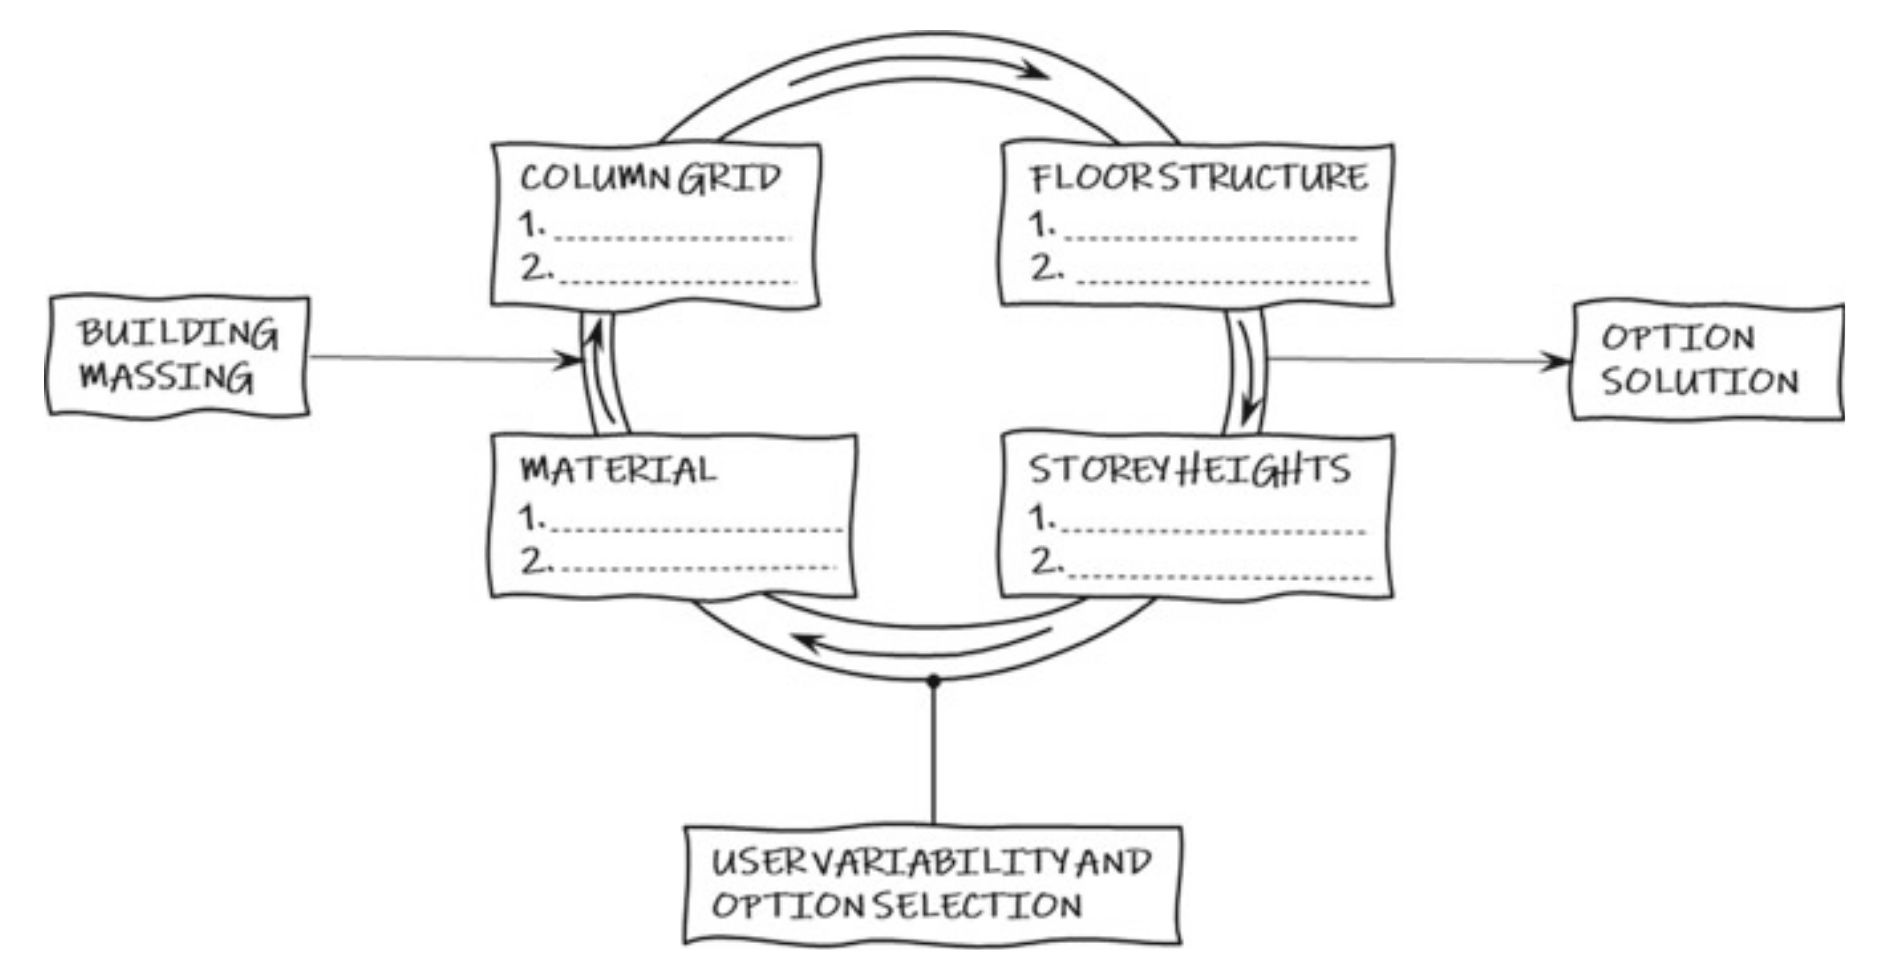 COLUMN GRID
1.
2.
FLOOR STRUCTURE
1.
2.
BUILDING
MASSING
OPTION
SOLUTION
MATERIAL
1.
2.
STOREY HEIGHTS
1.
2.
USER VARIABILITY AND
OPTION SELECTION